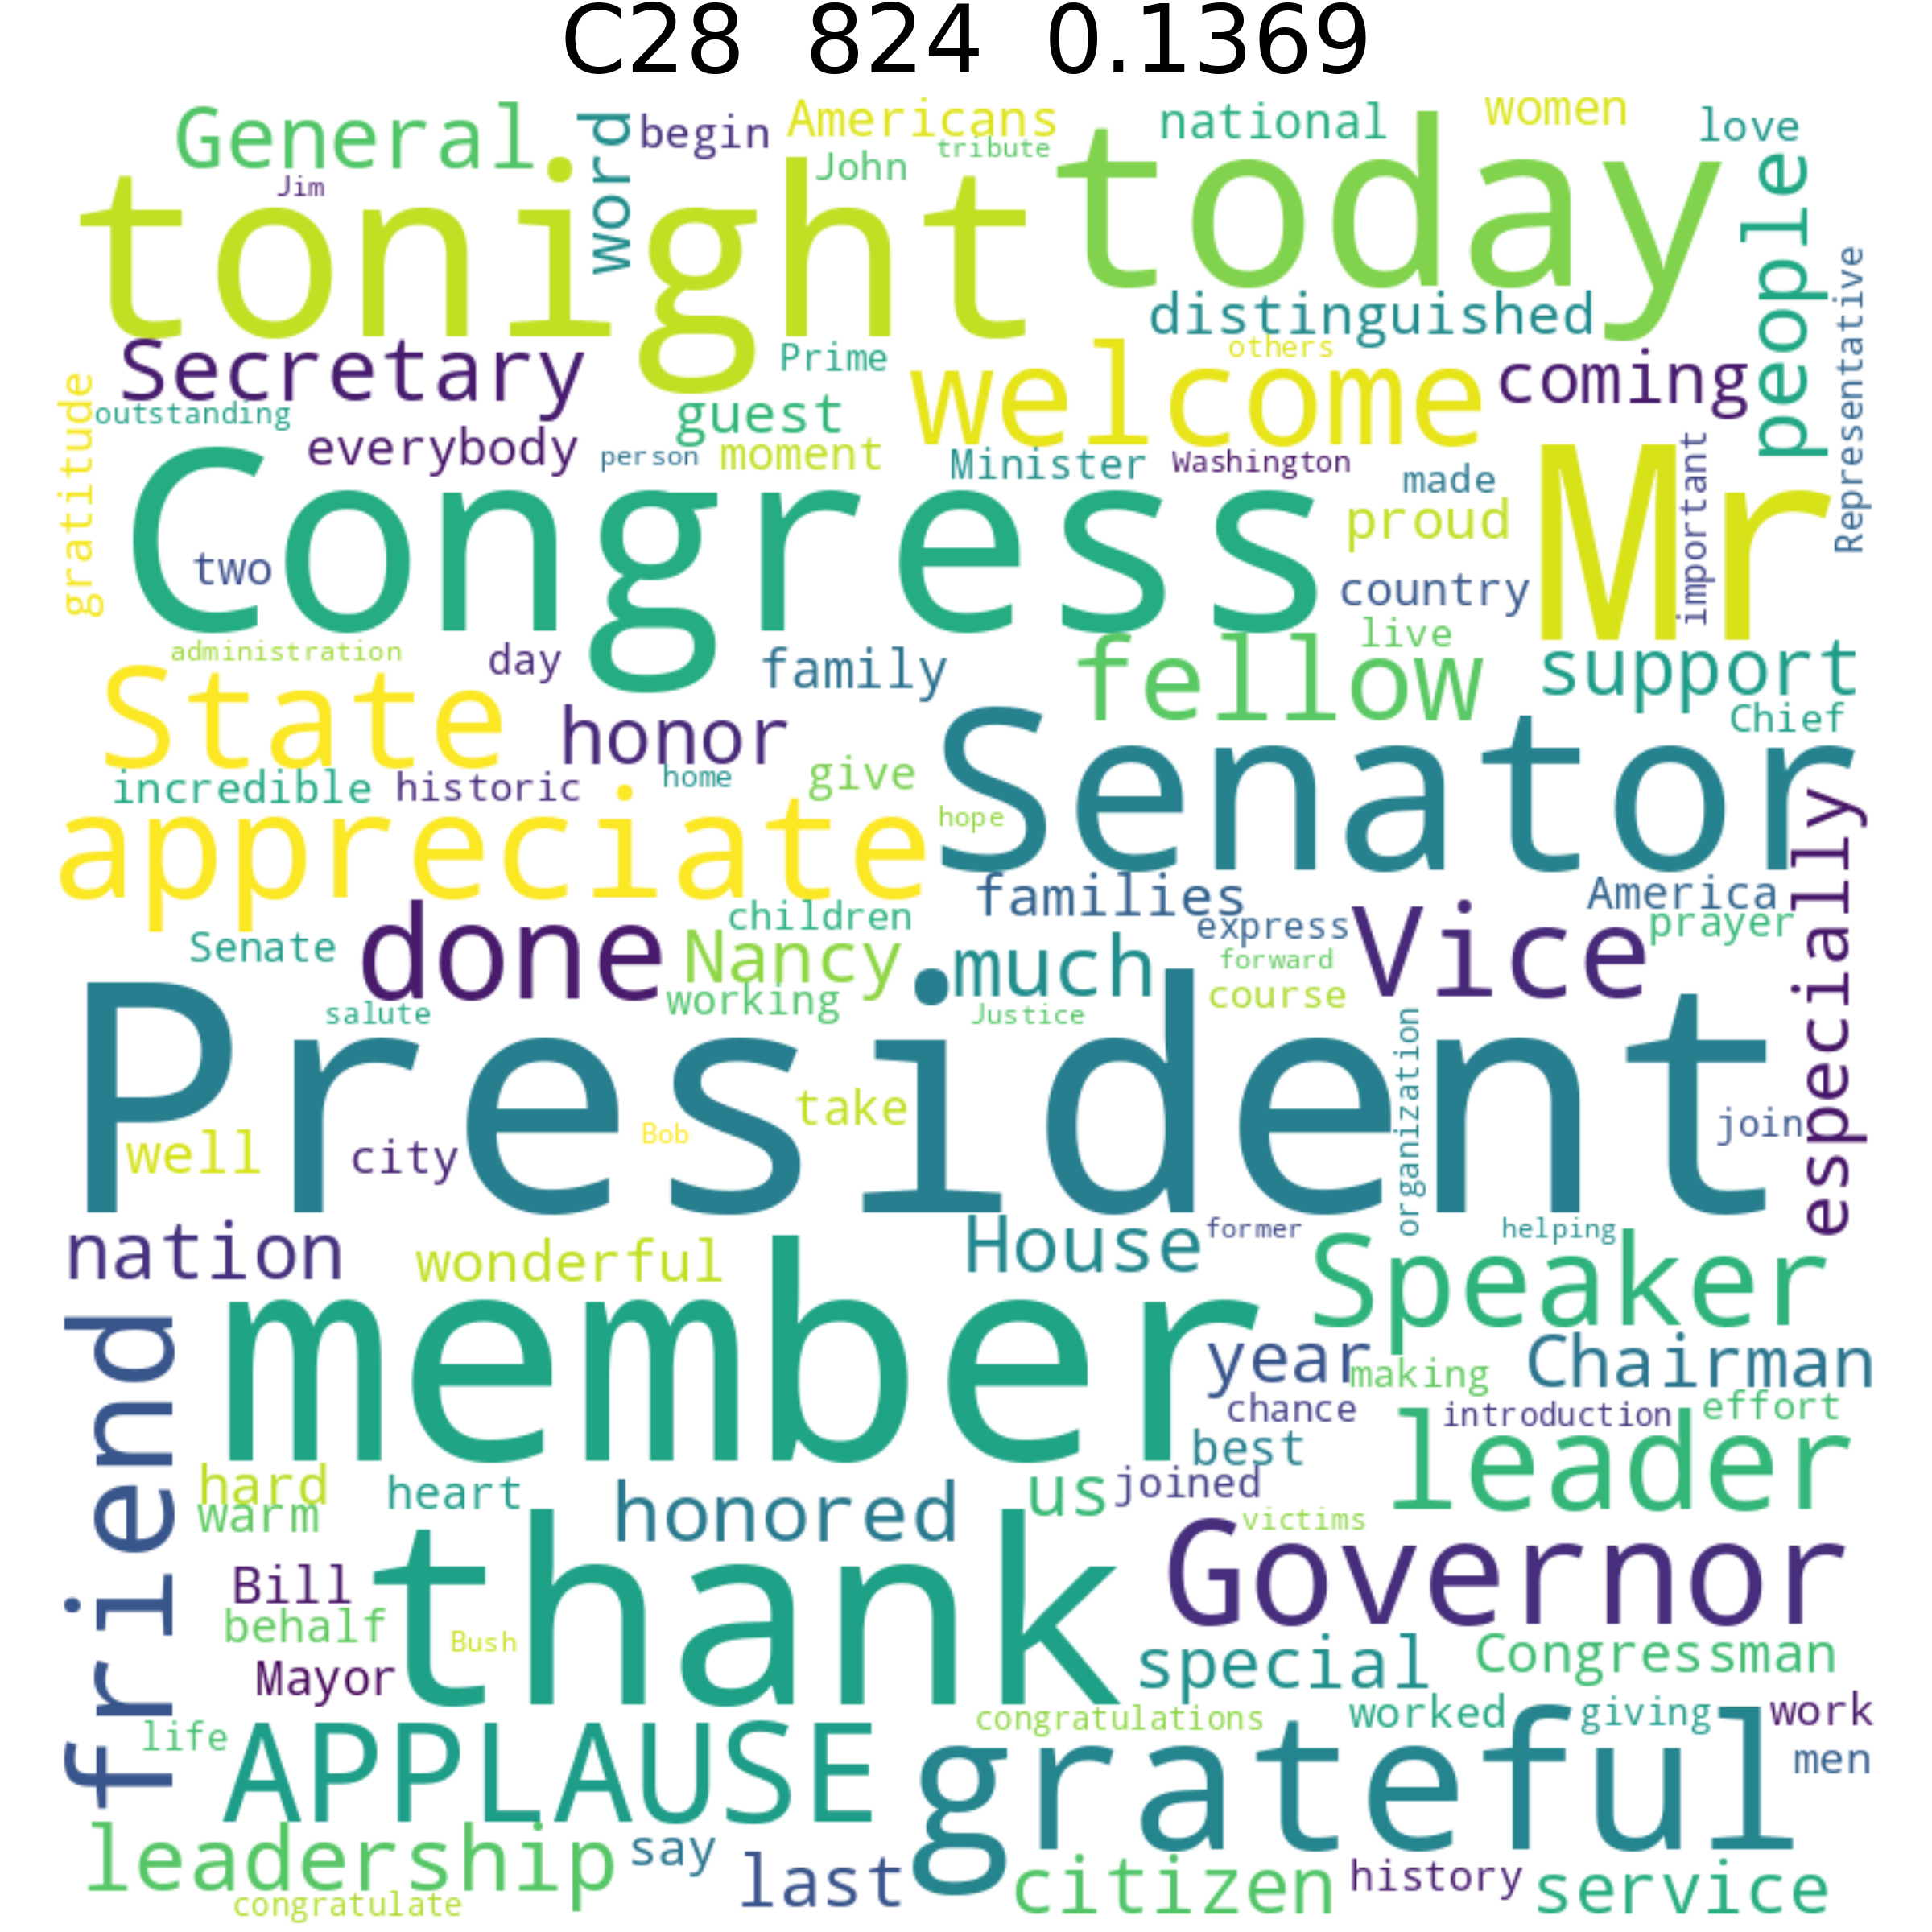 C28 824 0.1369
General
word
begin
Americans
tribute
John
national
women
love
Jim
tonight
today
people
Representative
distinguished
Secretary
Prime
others
welcome
coming
gratitude
outstanding
guest
everybody
person
moment
Minister
Washington
made
important
Congress
Mr
proud
two
country
administration
day
family
fellow
live
support
State
honor
Chief
Senator
incredible
historic
home
give
hope
appreciate
especially
families
America
children
express
prayer
Senate
done
Nancy
much
forward
Vice
working
course
salute
Justice
President
organization
take
join
well
city
Bob
nation
wonderful
House
former
helping
Speaker
friend
member
year
making
Chairman
chance
introduction
effort
best
leader
hard
warm
heart
honored
us
joined
victims
Governor
Bill
thank
behalf
Bush
Mayor
special
Congressman
life
APPLAUSE
congratulations
worked
giving
work
grateful
men
leadership
say
last
citizen
history
service
congratulate